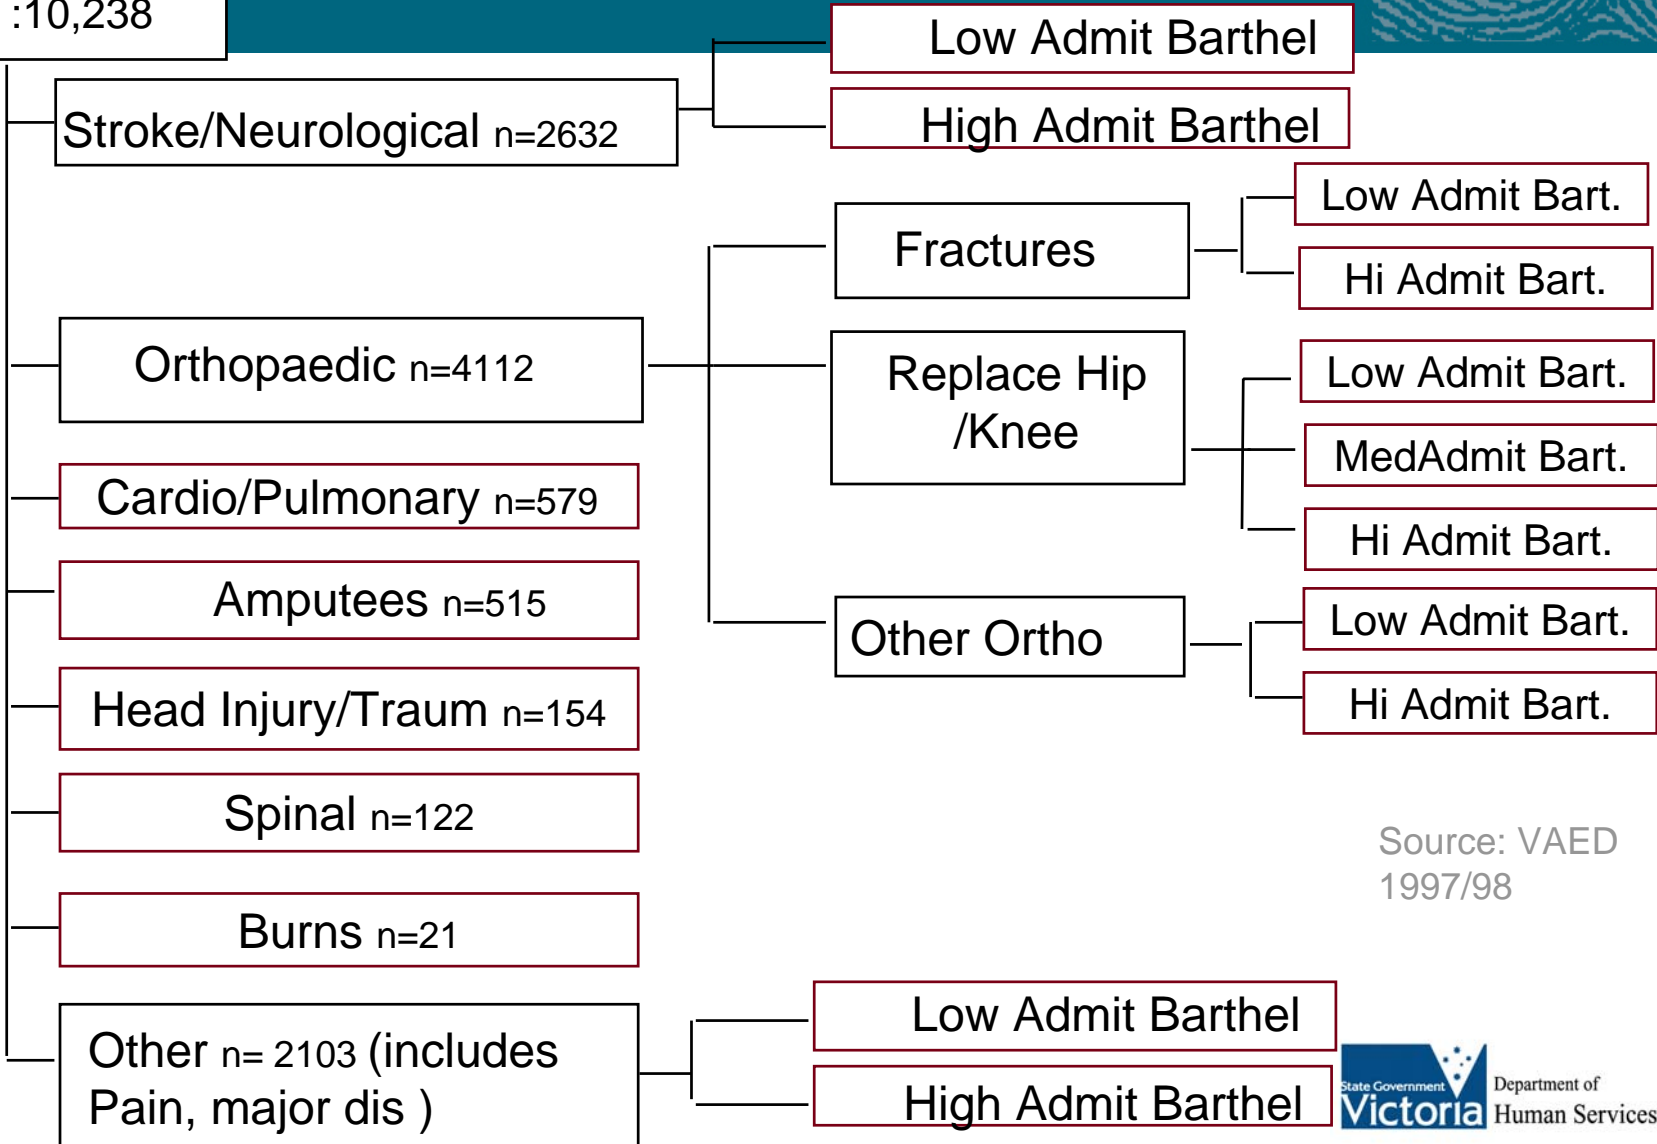 :10,238
Low Admit Barthel
Stroke/Neurological n=2632
High Admit Barthel
Low Admit Bart.
Fractures
Hi Admit Bart.
Orthopaedic n=4112
Replace Hip
/Knee
Low Admit Bart.
MedAdmit Bart.
Hi Admit Bart.
Cardio/Pulmonary n=579
Amputees n=515
Other Ortho
Low Admit Bart.
Hi Admit Bart.
Head Injury/Traum n=154
Spinal n=122
Source: VAED
1997/98
Burns n=21
Other n= 2103 (includes
Pain, major dis )
Low Admit Barthel
High Admit Barthel
State Government
Victoria
Department of
Human Services